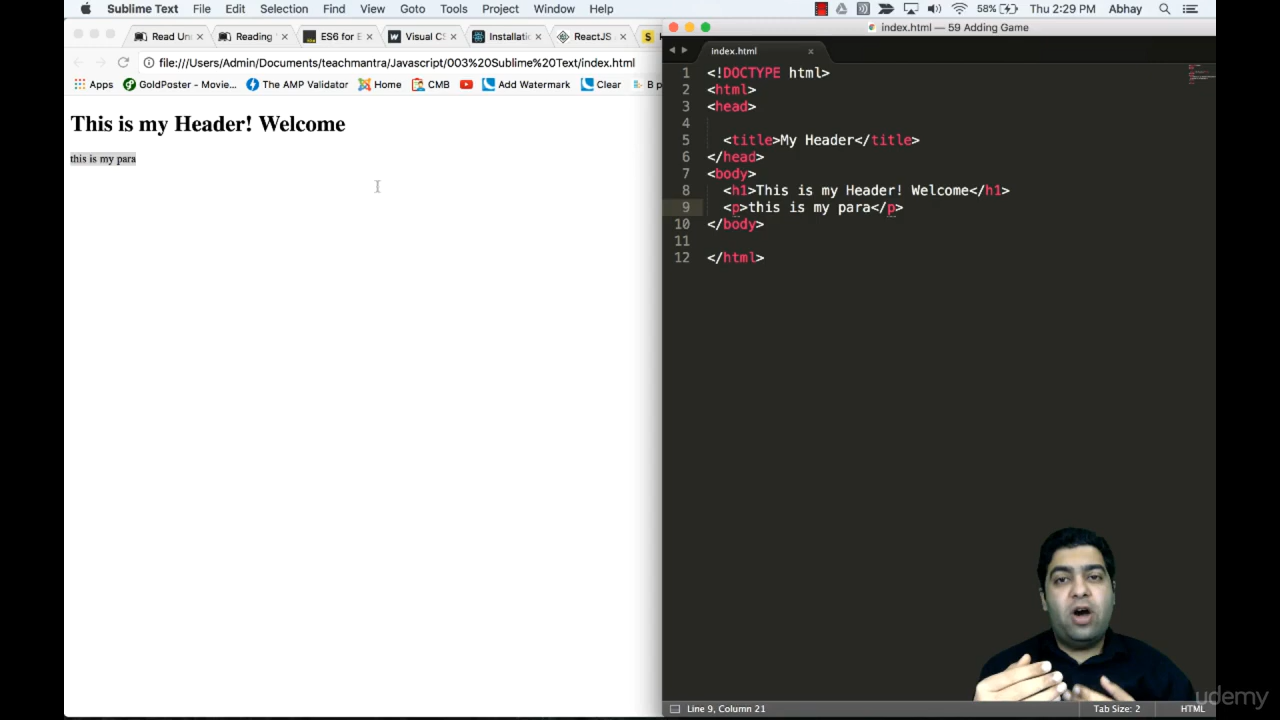 Sublime Text File Edit Selection Find View Goto Tools Project Window Help 58% Thu 2:29 PM Abhay
Read Un Reading ES6 for E Visual CS Installatio ReactJS S
file:///Users/Admin/Documents/teachmantra/Javascript/003%20Sublime%20Text/index.html
Apps GoldPoster - Movie... The AMP Validator Home CMB Add Watermark Clear B p
This is my Header! Welcome
this is my para
index.html — 59 Adding Game
index.html
1 <!DOCTYPE html>
2 <html>
3 <head>
4
5 <title>My Header</title>
6 </head>
7 <body>
8 <h1>This is my Header! Welcome</h1>
9 <p>this is my para</p>
10 </body>
11
12 </html>
Line 9, Column 21 Tab Size: 2 HTML
udemy